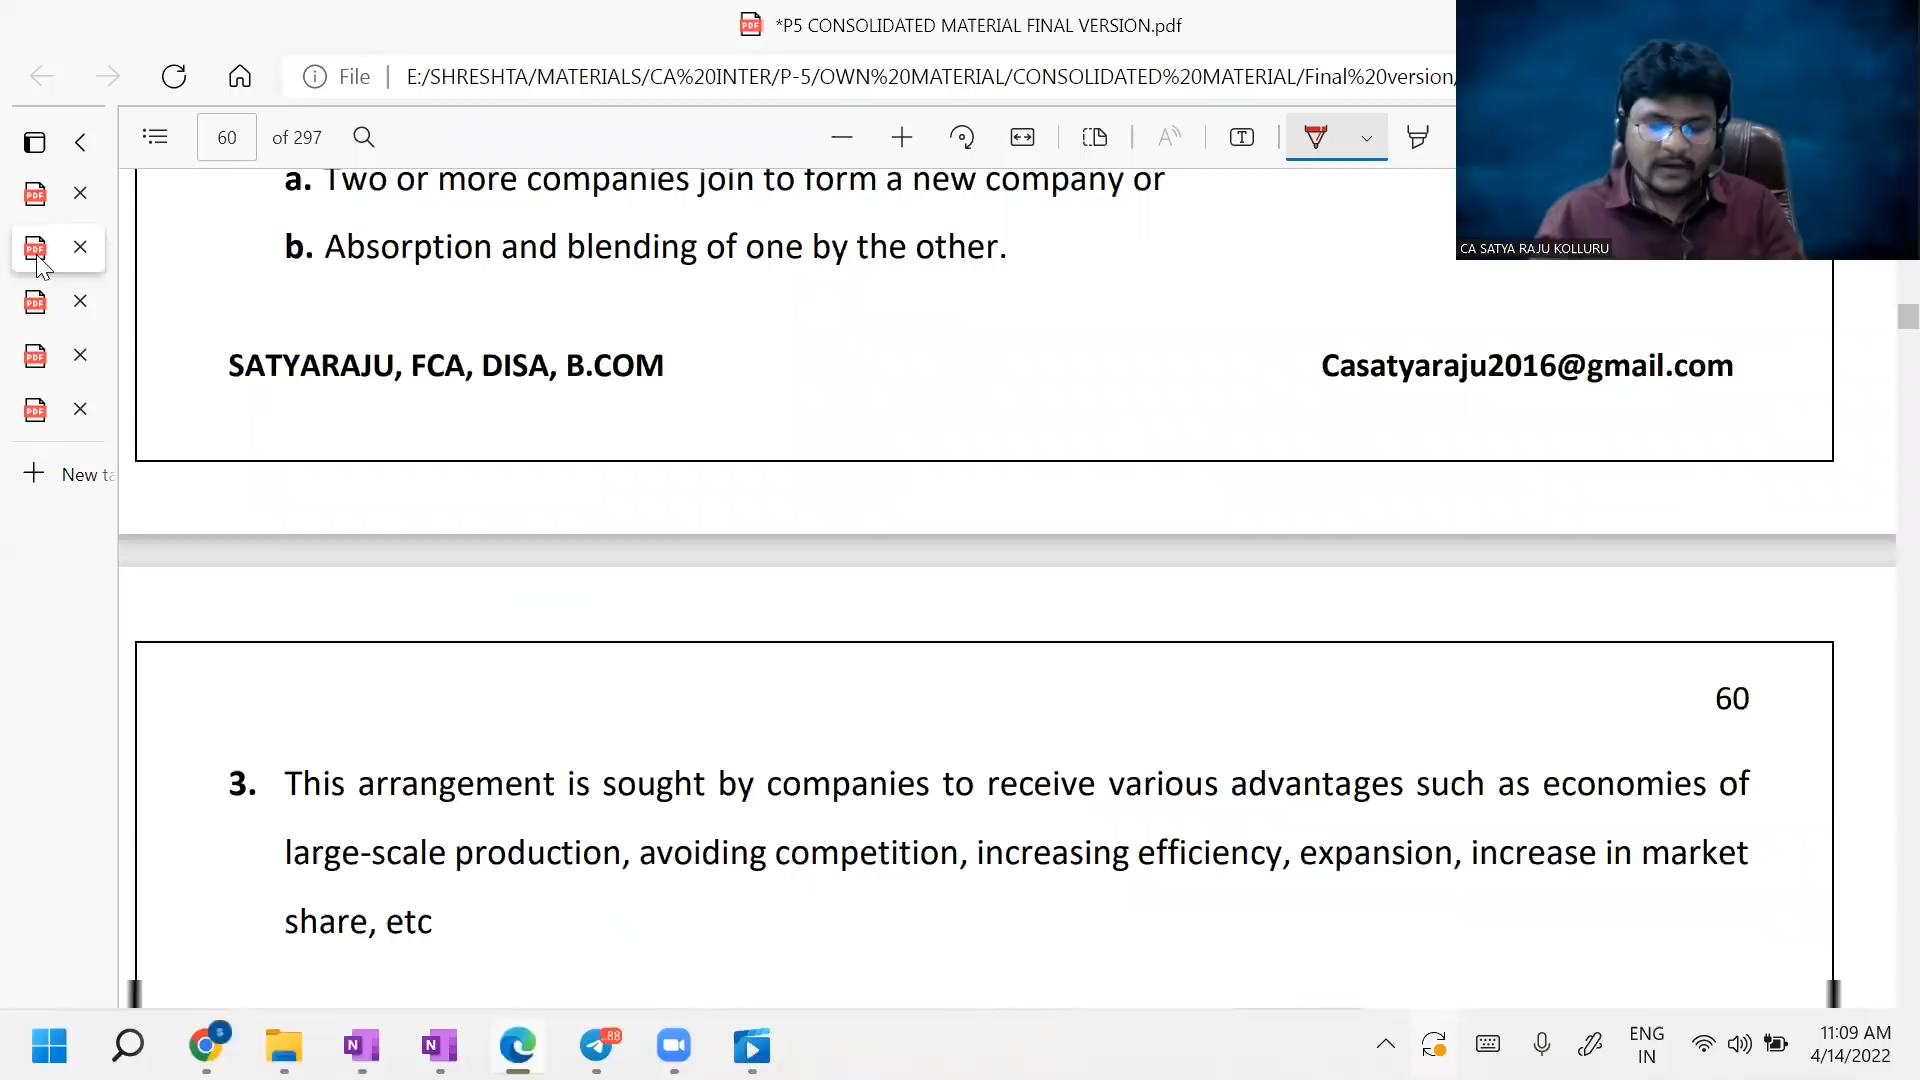 *P5 CONSOLIDATED MATERIAL FINAL VERSION.pdf
File E:/SHRESHTA/MATERIALS/CA%20INTER/P-5/OWN%20MATERIAL/CONSOLIDATED%20MATERIAL/Final%20version
60 of 297
a. Two or more companies join to form a new company or
b. Absorption and blending of one by the other.
CA SATYA RAJU KOLLURU
SATYARAJU, FCA, DISA, B.COM Casatyaraju2016@gmail.com
New ta
60
3. This arrangement is sought by companies to receive various advantages such as economies of
large-scale production, avoiding competition, increasing efficiency, expansion, increase in market
share, etc
ENG
IN
11:09 AM
4/14/2022
..88